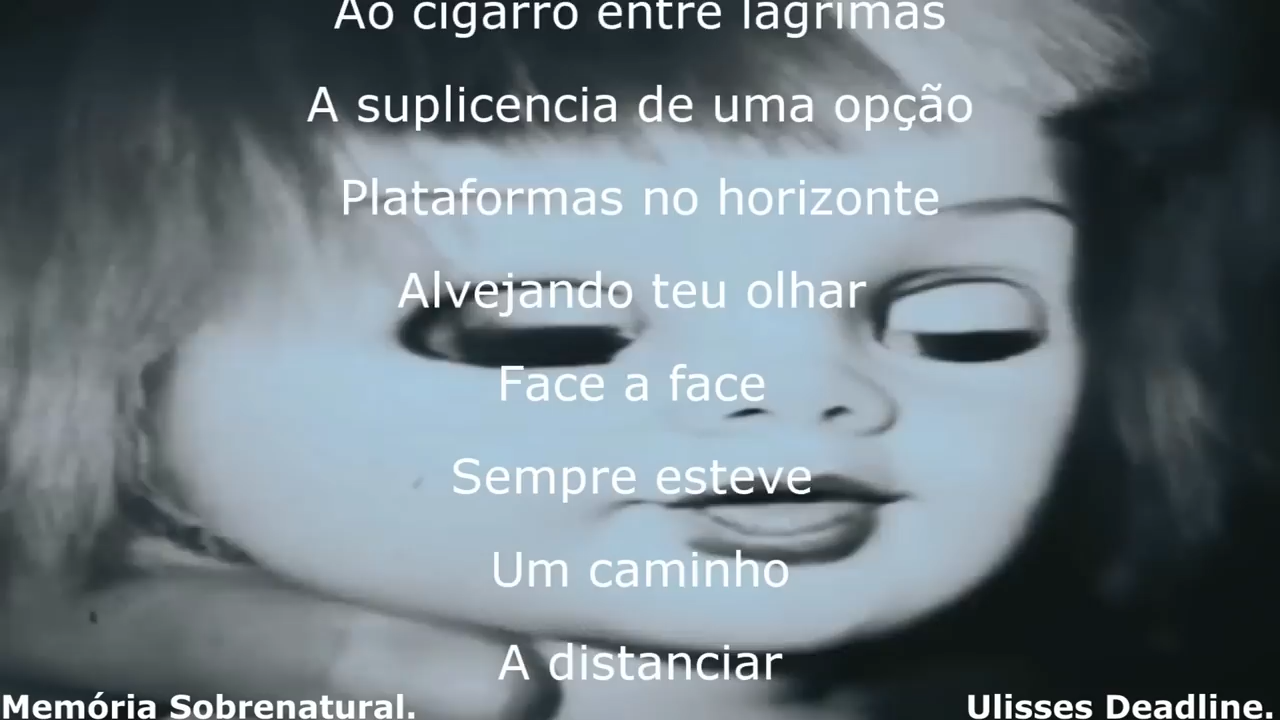 Ao cigarro entre lágrimas
A suplicencia de uma opção
Plataformas no horizonte
Alvejando teu olhar
Face a face
Sempre esteve
Um caminho
A distanciar
Memória Sobrenatural.
Ulisses Deadline.